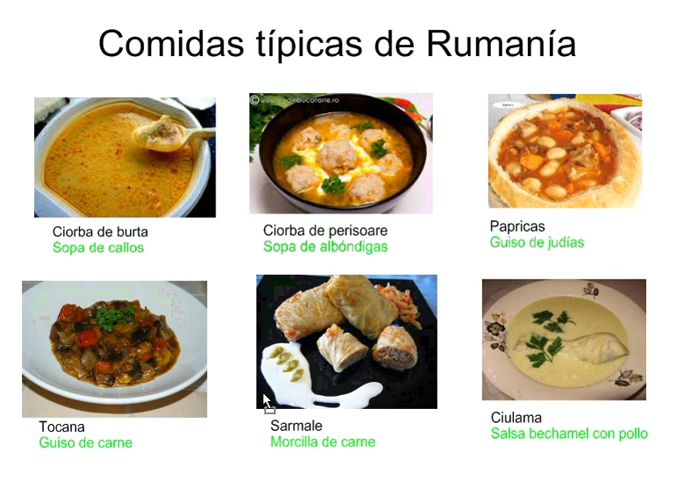 Comidas típicas de Rumanía
Ciorba de burta
Sopa de callos
Ciorba de perisoare
Sopa de albóndigas
Papricas
Guiso de judías
Tocana
Guiso de carne
Sarmale
Morcilla de carne
Ciulama
Salsa bechamel con pollo